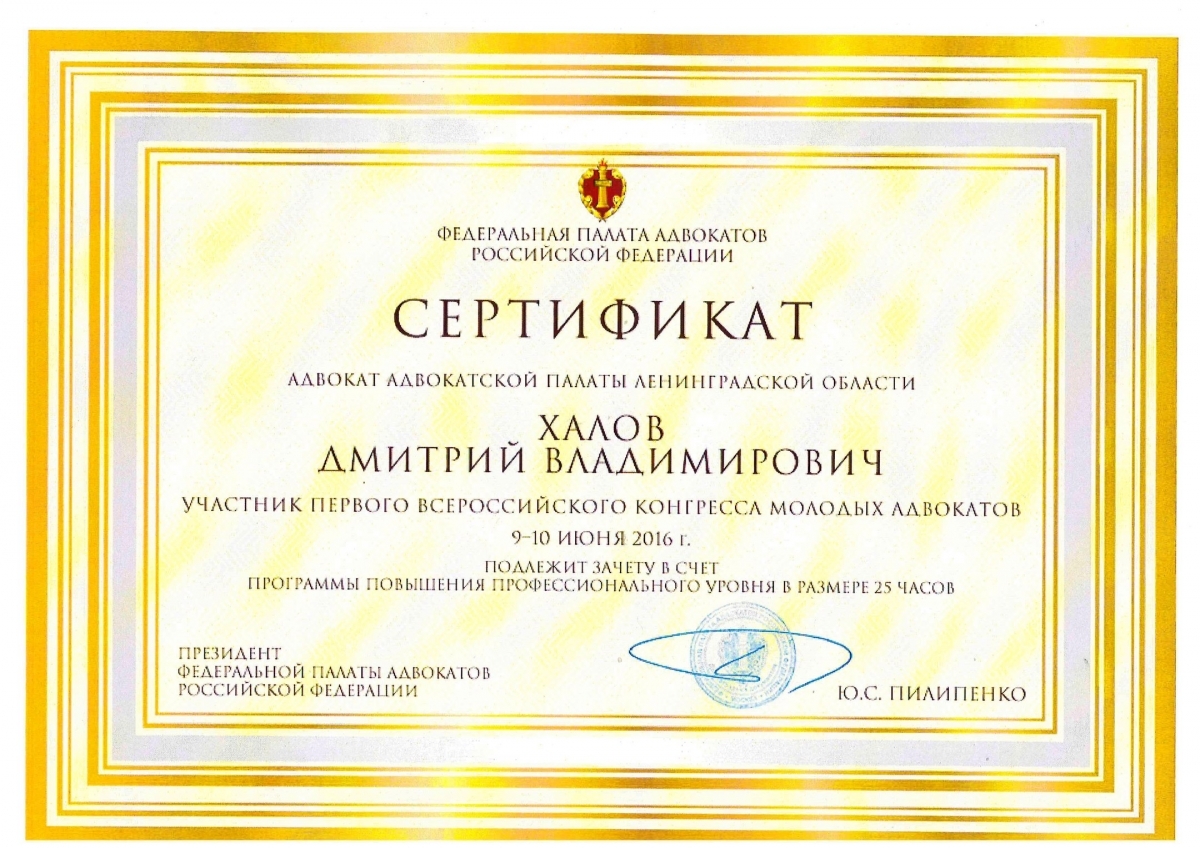 ФЕДЕРАЛЬНАЯ ПАЛАТА АДВОКАТОВ
РОССИЙСКОЙ ФЕДЕРАЦИИ
СЕРТИФИКАТ
АДВОКАТ АДВОКАТСКОЙ ПАЛАТЫ ЛЕНИНГРАДСКОЙ ОБЛАСТИ
ХАЛОВ
ДМИТРИЙ ВЛАДИМИРОВИЧ
УЧАСТНИК ПЕРВОГО ВСЕРОССИЙСКОГО КОНГРЕССА МОЛОДЫХ АДВОКАТОВ
9–10 ИЮНЯ 2016 г.
ПОДЛЕЖИТ ЗАЧЕТУ В СЧЕТ
ПРОГРАММЫ ПОВЫШЕНИЯ ПРОФЕССИОНАЛЬНОГО УРОВНЯ В РАЗМЕРЕ 25 ЧАСОВ
ПРЕЗИДЕНТ
ФЕДЕРАЛЬНОЙ ПАЛАТЫ АДВОКАТОВ
РОССИЙСКОЙ ФЕДЕРАЦИИ
Ю.С. ПИЛИПЕНКО